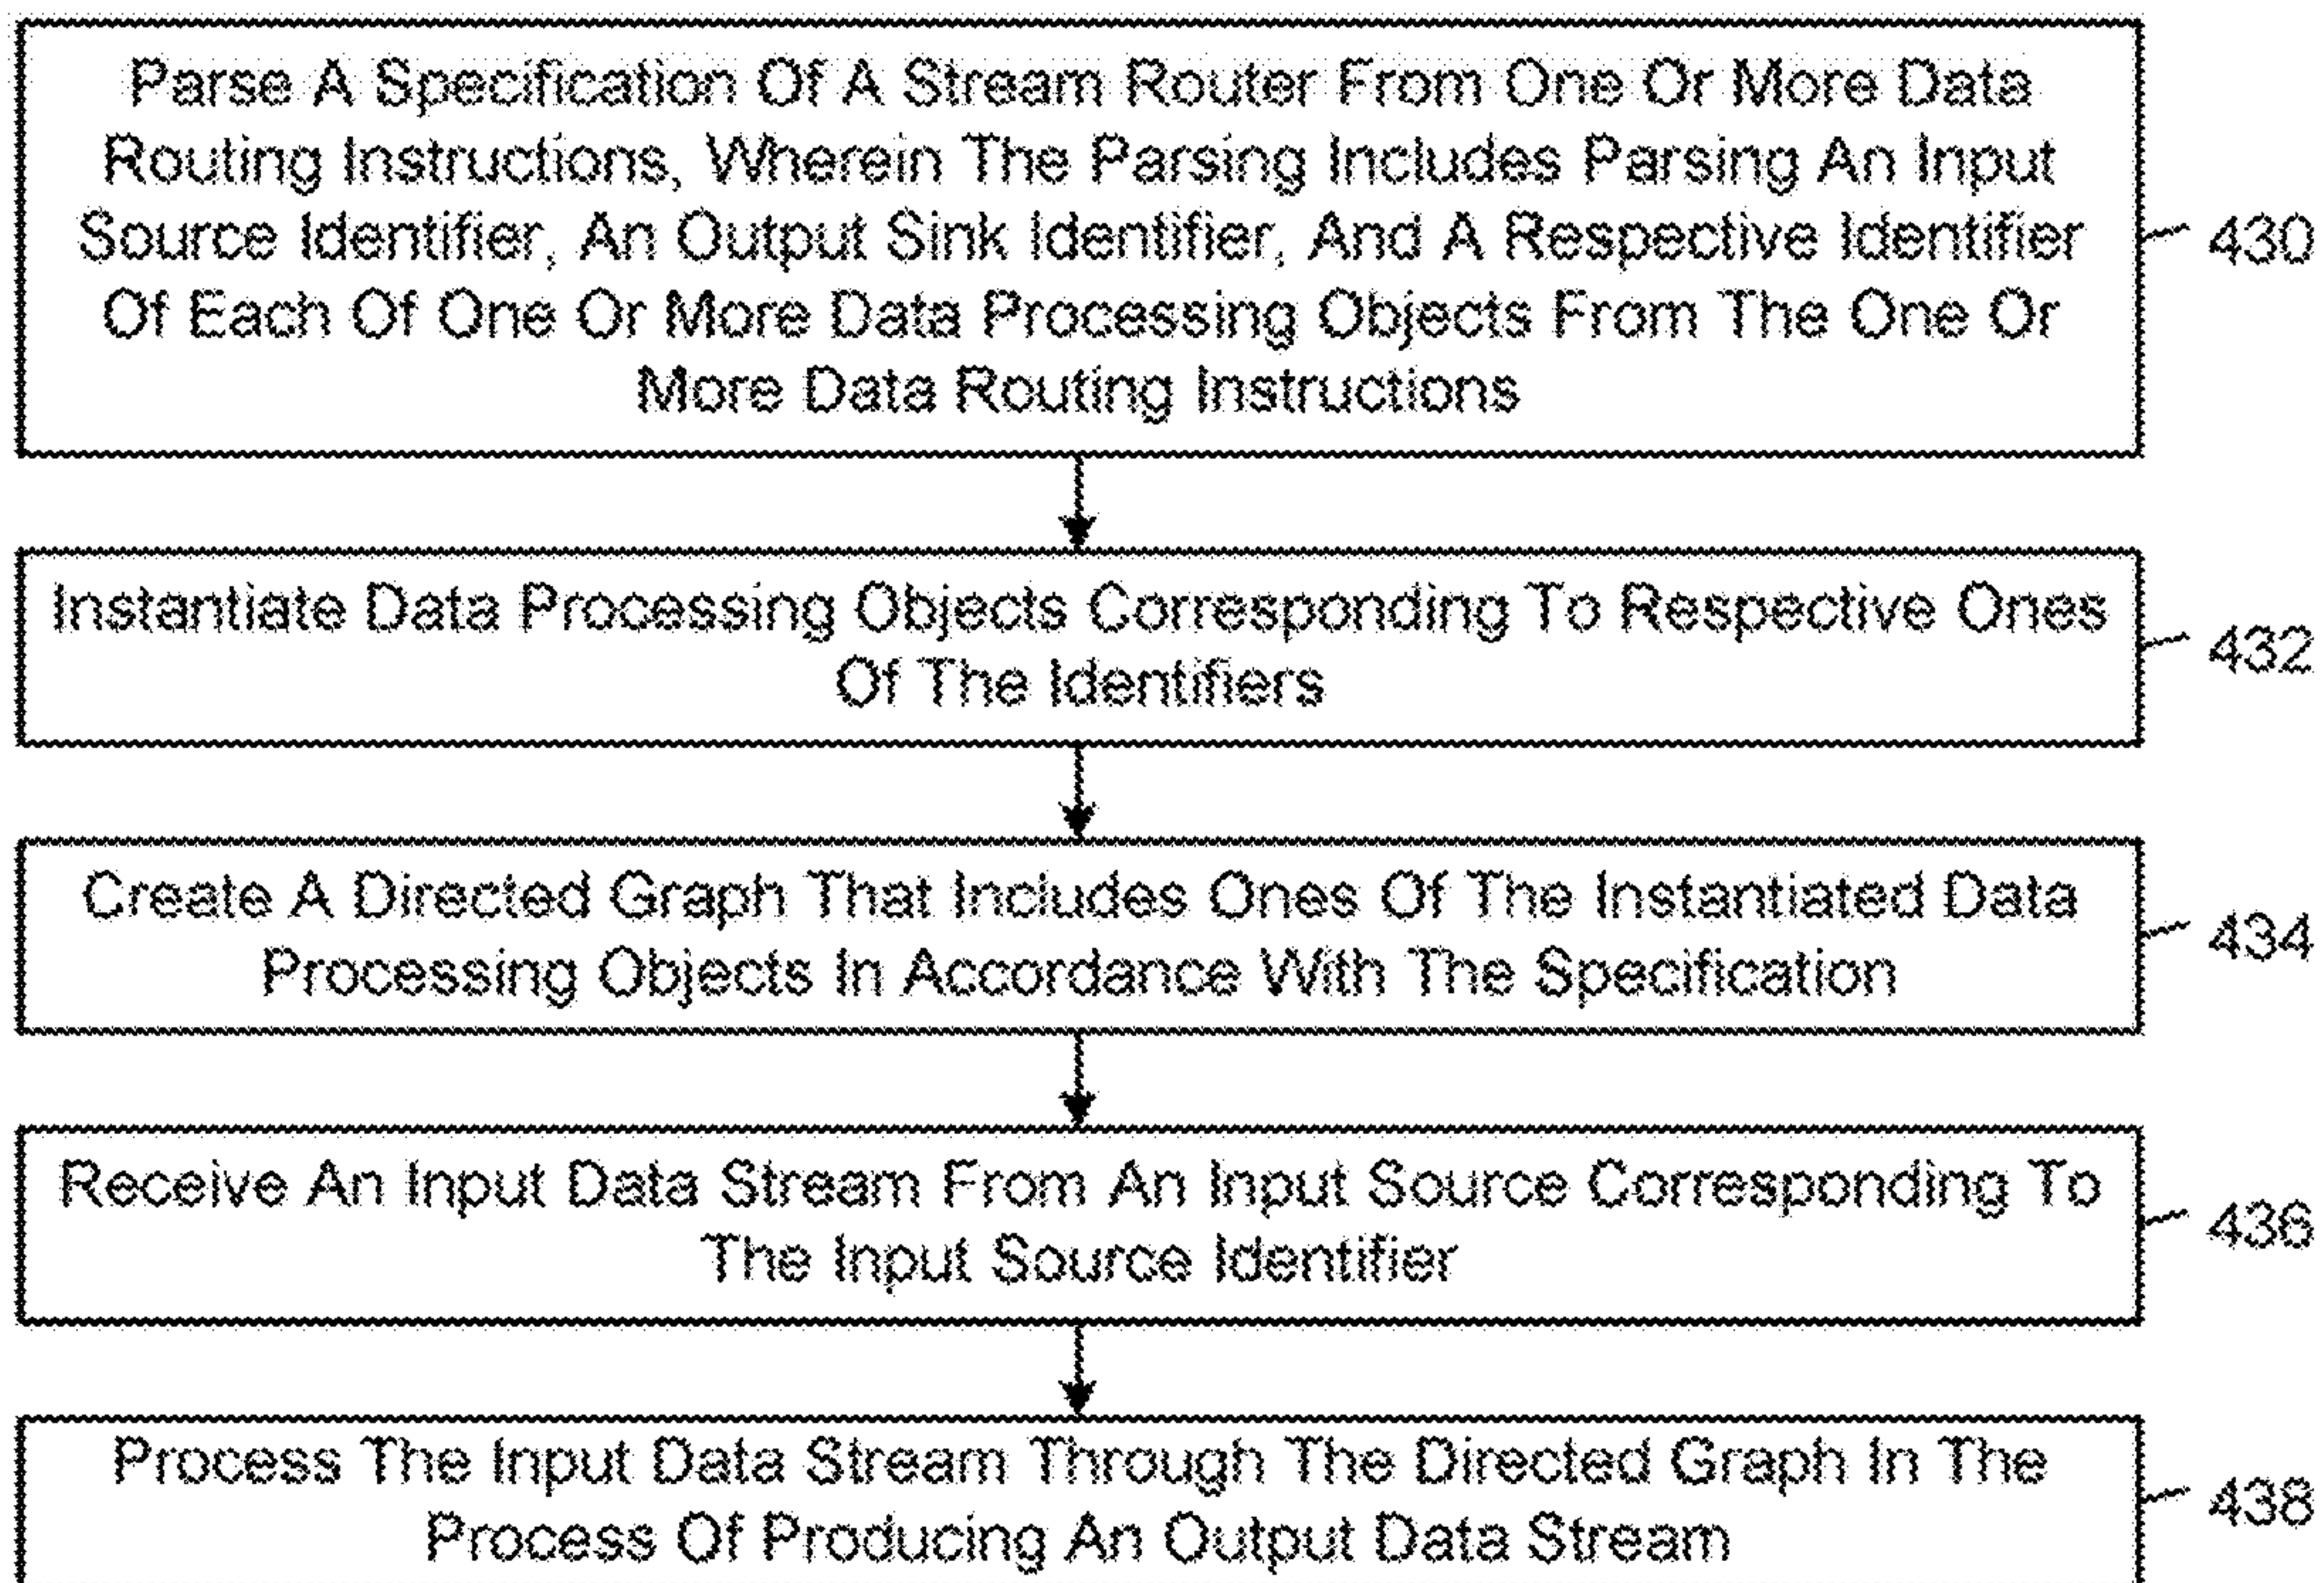 Parse A Specification Of A Stream Router From One Or More Data
Routing Instructions, Wherein The Parsing Includes Parsing An Input
Source Identifier, An Output Sink Identifier, And A Respective Identifier
Of Each Of One Or More Data Processing Objects From The One Or
More Data Routing Instructions
430
Instantiate Data Processing Objects Corresponding To Respective Ones
Of The Identifiers
432
Create A Directed Graph That Includes Ones Of The Instantiated Data
Processing Objects In Accordance With The Specification
434
Receive An Input Data Stream From An Input Source Corresponding To
The Input Source Identifier
436
Process The Input Data Stream Through The Directed Graph In The
Process Of Producing An Output Data Stream
438